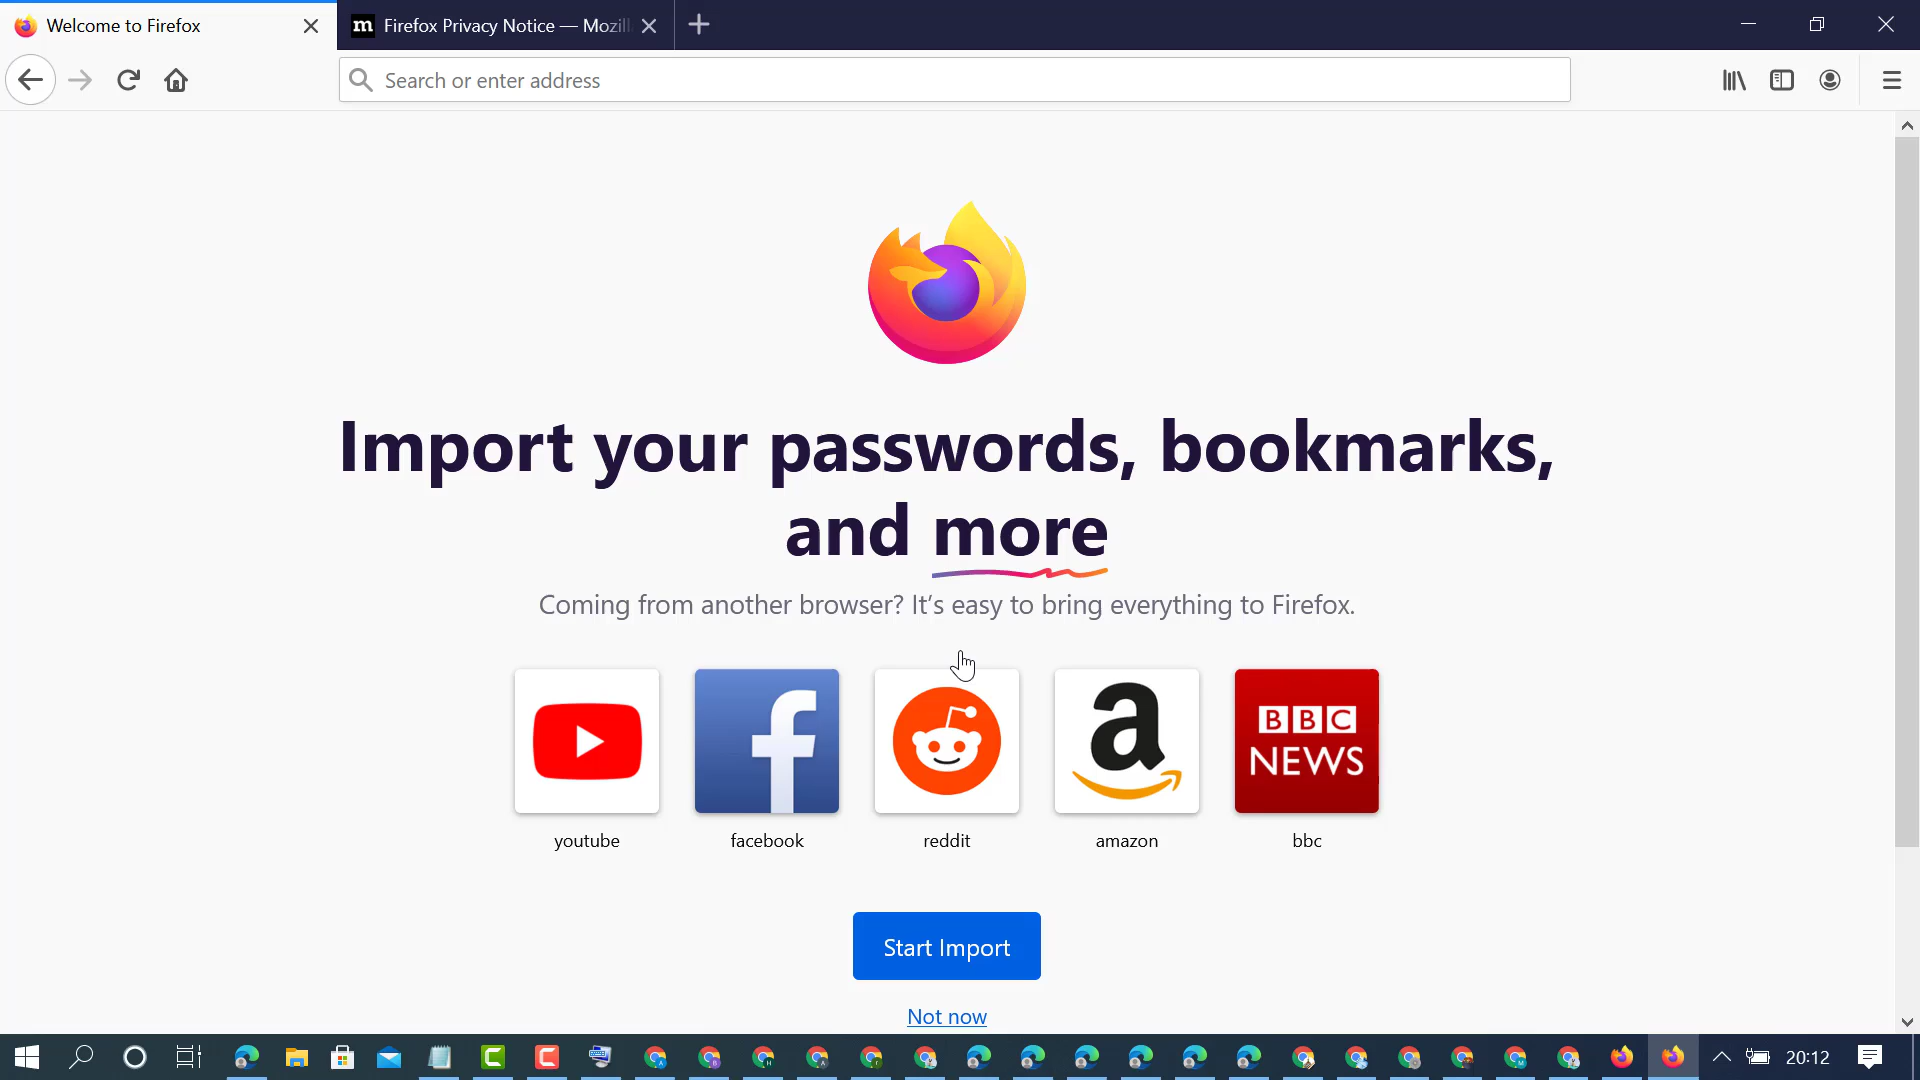 Welcome to Firefox
m Firefox Privacy Notice — Mozil
Search or enter address
Import your passwords, bookmarks,
and more
Coming from another browser? It's easy to bring everything to Firefox.
f
a
BBC
NEWS
youtube
facebook
reddit
amazon
bbc
Start Import
Not now
20:12